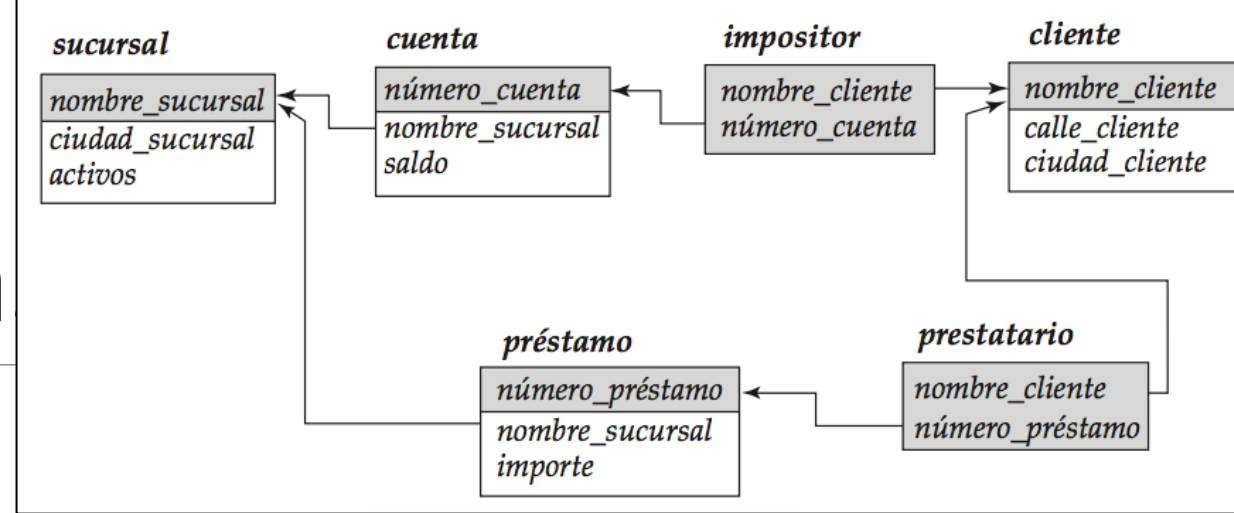 sucursal
nombre_sucursal
ciudad_sucursal
activos
cuenta
número_cuenta
nombre_sucursal
saldo
impositor
nombre_cliente
número_cuenta
cliente
nombre_cliente
calle_cliente
ciudad_cliente
préstamo
número_préstamo
nombre_sucursal
importe
prestatario
nombre_cliente
número_préstamo